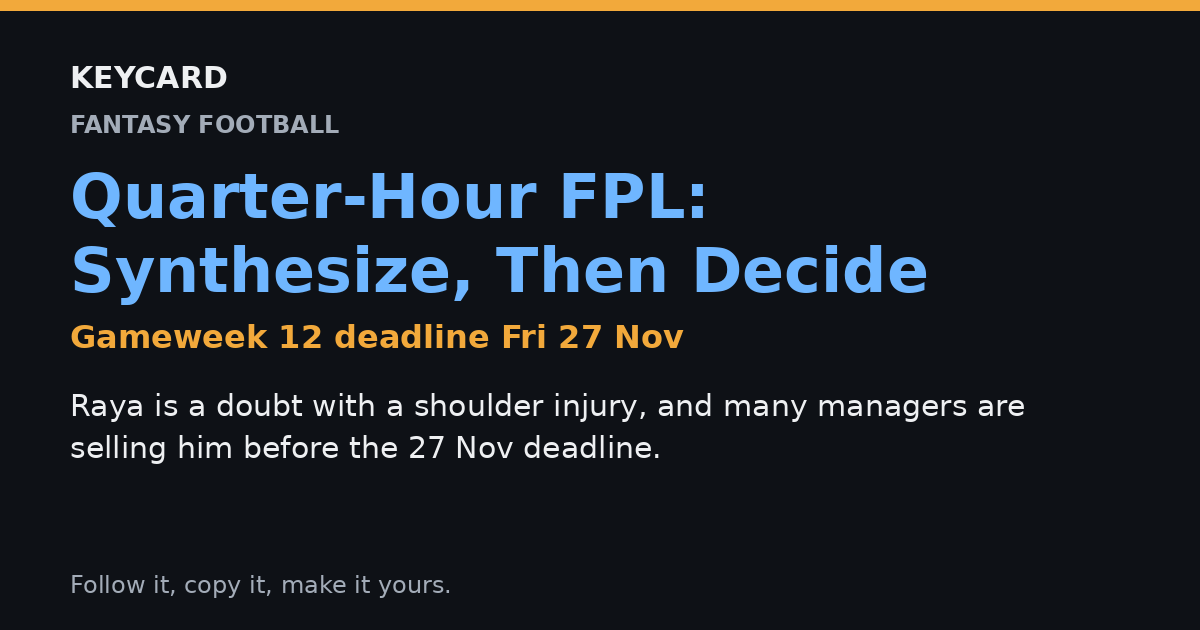 KEYCARD
FANTASY FOOTBALL
Quarter-Hour FPL:
Synthesize, Then Decide
Gameweek 12 deadline Fri 27 Nov
Raya is a doubt with a shoulder injury, and many managers are
selling him before the 27 Nov deadline.
Follow it, copy it, make it yours.